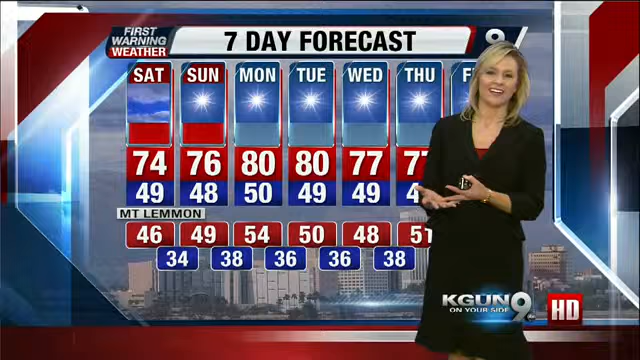 FIRST WARNING WEATHER
7 DAY FORECAST
SAT SUN MON TUE WED THU
74 76 80 80 77
49 48 50 49 49
MT LEMMON
46 49 54 50 48 51
34 38 36 36 38
KGUN9
ON YOUR SIDE
HD